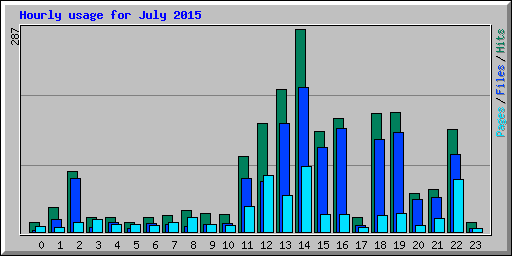 Hourly usage for July 2015
287
Pages / Files / Hits
0 1 2 3 4 5 6 7 8 9 10 11 12 13 14 15 16 17 18 19 20 21 22 23